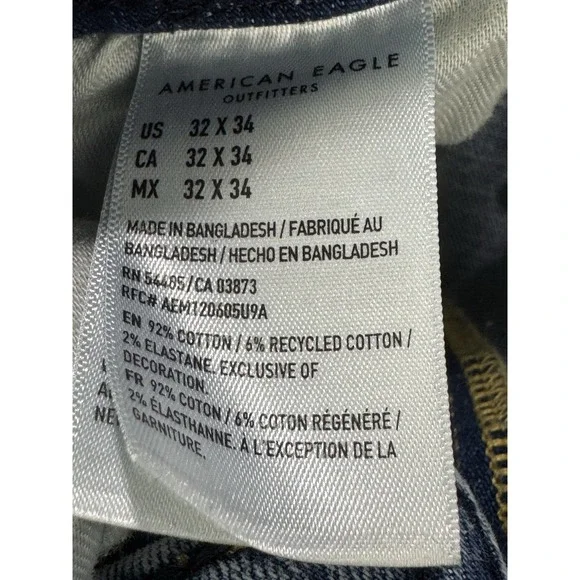 AMERICAN EAGLE
OUTFITTERS
US 32 X 34
CA 32 X 34
MX 32 X 34
MADE IN BANGLADESH / FABRIQUÉ AU
BANGLADESH / HECHO EN BANGLADESH
RN 54485/CA 03873
RFC# AEM120605U9A
EN 92% COTTON / 6% RECYCLED COTTON /
2% ELASTANE. EXCLUSIVE OF
DECORATION.
FR 92% COTON / 6% COTON RÉGÉNÉRÉ /
2% ÉLASTHANNE. À L'EXCEPTION DE LA
GARNITURE.